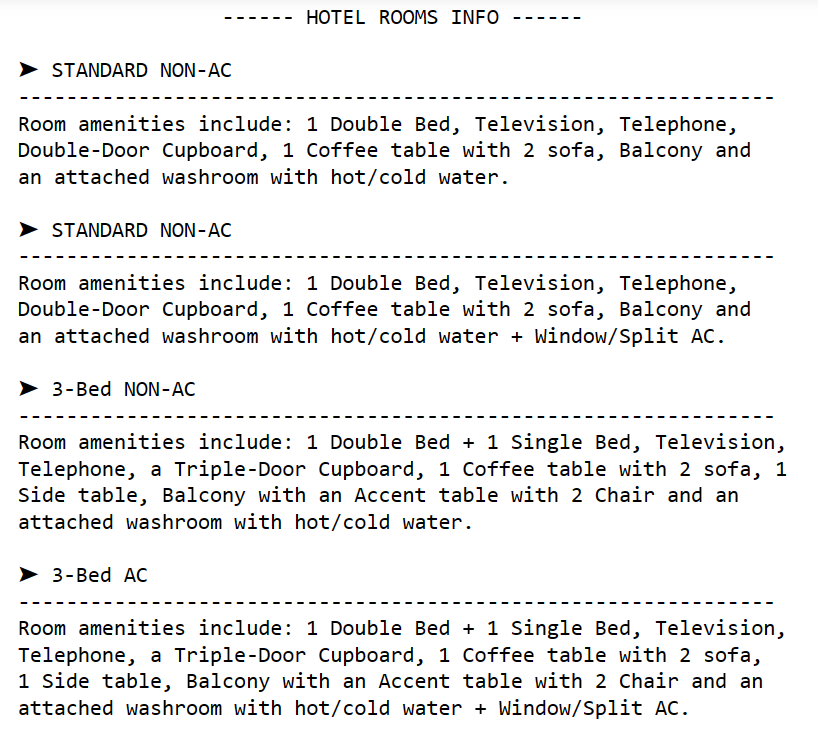 ------ HOTEL ROOMS INFO ------
➤ STANDARD NON-AC
---------------------------------------------------------------
Room amenities include: 1 Double Bed, Television, Telephone,
Double-Door Cupboard, 1 Coffee table with 2 sofa, Balcony and
an attached washroom with hot/cold water.
➤ STANDARD NON-AC
---------------------------------------------------------------
Room amenities include: 1 Double Bed, Television, Telephone,
Double-Door Cupboard, 1 Coffee table with 2 sofa, Balcony and
an attached washroom with hot/cold water + Window/Split AC.
➤ 3-Bed NON-AC
---------------------------------------------------------------
Room amenities include: 1 Double Bed + 1 Single Bed, Television,
Telephone, a Triple-Door Cupboard, 1 Coffee table with 2 sofa, 1
Side table, Balcony with an Accent table with 2 Chair and an
attached washroom with hot/cold water.
➤ 3-Bed AC
---------------------------------------------------------------
Room amenities include: 1 Double Bed + 1 Single Bed, Television,
Telephone, a Triple-Door Cupboard, 1 Coffee table with 2 sofa,
1 Side table, Balcony with an Accent table with 2 Chair and an
attached washroom with hot/cold water + Window/Split AC.